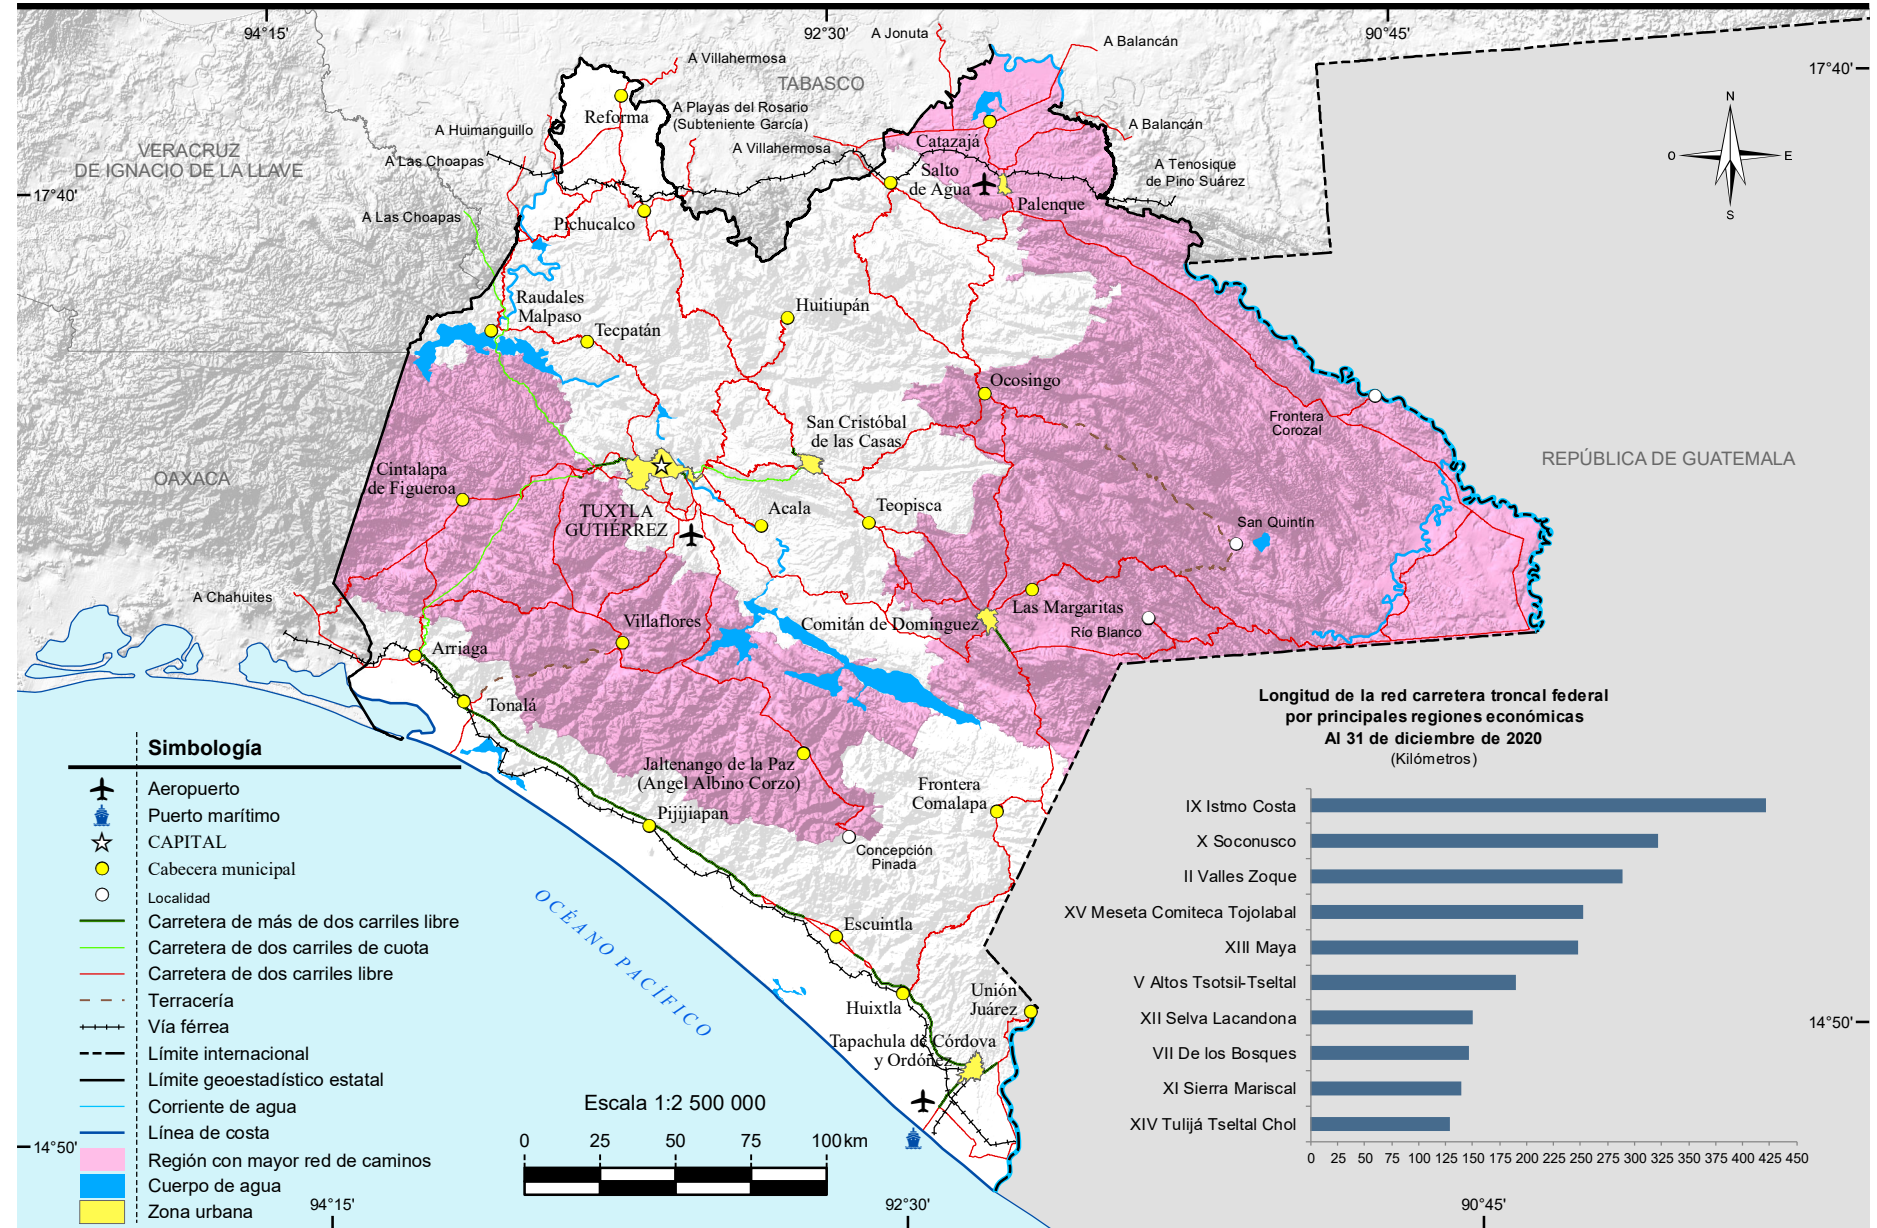 94°15'
92°30'
90°45'
17°40'
17°40'
A Jonuta
A Balancán
A Villahermosa
TABASCO
A Playas del Rosario
(Subteniente García)
Reforma
A Huimanguillo
A Balancán
Catazajá
A Villahermosa
VERACRUZ
DE IGNACIO DE LA LLAVE
A Las Choapas
Salto
de Agua
A Tenosique
de Pino Suárez
N
O
E
S
Palenque
A Las Choapas
Pichucalco
Raudales
Malpaso
Huitiupán
Tecpatán
Ocosingo
Frontera
Corozal
San Cristóbal
de las Casas
REPÚBLICA DE GUATEMALA
OAXACA
Cintalapa
de Figueroa
TUXTLA
GUTIÉRREZ
Acala
Teopisca
San Quintín
A Chahuites
Las Margaritas
Villaflores
Comitán de Domínguez
Río Blanco
Arriaga
Tonalá
Jaltenango de la Paz
(Angel Albino Corzo)
Frontera
Comalapa
Pijijiapan
Concepción
Pinada
OCÉANO PACÍFICO
Escuintla
Huixtla
Unión
Juárez
Tapachula de Córdova
y Ordóñez
Simbología
Aeropuerto
Puerto marítimo
CAPITAL
Cabecera municipal
Localidad
Carretera de más de dos carriles libre
Carretera de dos carriles de cuota
Carretera de dos carriles libre
Terracería
Vía férrea
Límite internacional
Límite geoestadístico estatal
Corriente de agua
Línea de costa
Región con mayor red de caminos
Cuerpo de agua
Zona urbana
Escala 1:2 500 000
0 25 50 75 100 km
Longitud de la red carretera troncal federal
por principales regiones económicas
Al 31 de diciembre de 2020
(Kilómetros)
IX Istmo Costa
X Soconusco
II Valles Zoque
XV Meseta Comiteca Tojolabal
XIII Maya
V Altos Tsotsil-Tseltal
XII Selva Lacandona
VII De los Bosques
XI Sierra Mariscal
XIV Tulijá Tseltal Chol
0 25 50 75 100 125 150 175 200 225 250 275 300 325 350 375 400 425 450
14°50'
14°50'
94°15'
92°30'
90°45'